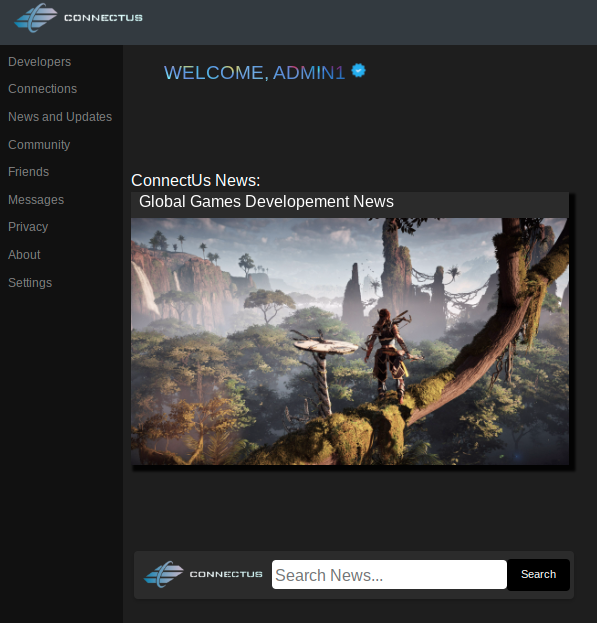 CONNECTUS
Developers
Connections
News and Updates
Community
Friends
Messages
Privacy
About
Settings
WELCOME, ADMIN1
ConnectUs News:
Global Games Developement News
CONNECTUS
Search News...
Search